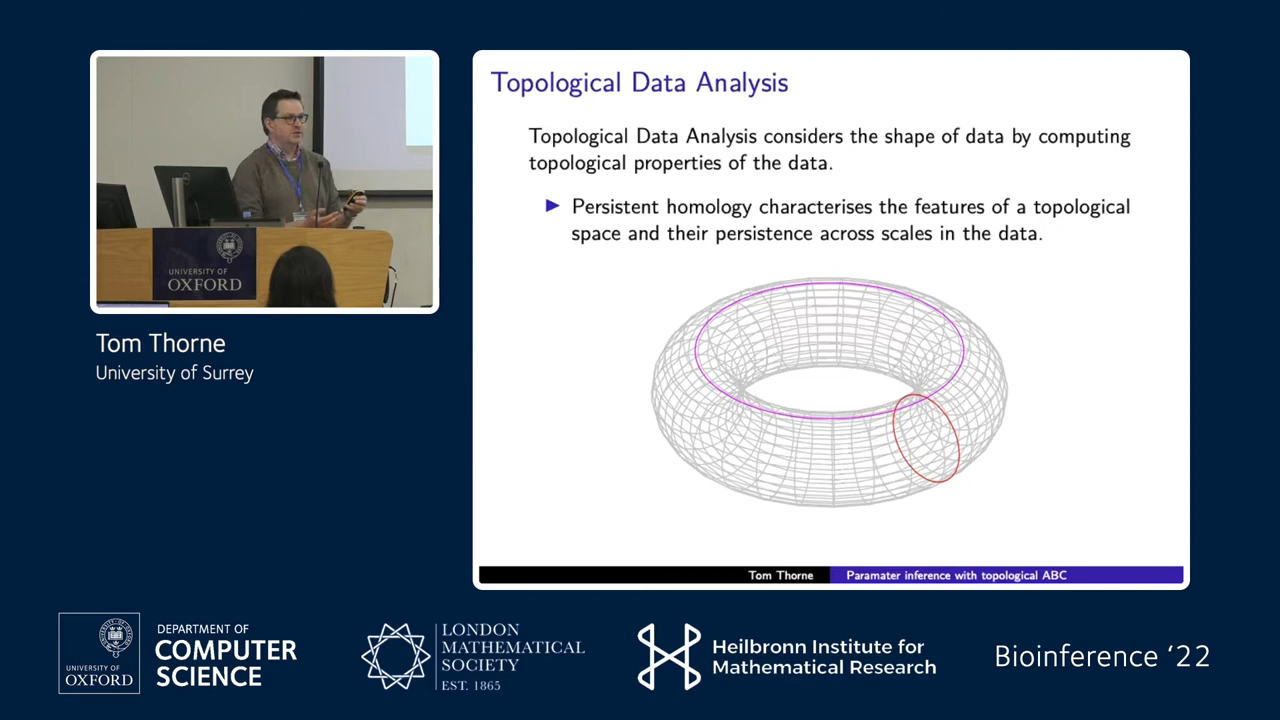 Topological Data Analysis
Topological Data Analysis considers the shape of data by computing
topological properties of the data.
Persistent homology characterises the features of a topological
space and their persistence across scales in the data.
Tom Thorne
Paramater inference with topological ABC
UNIVERSITY OF
OXFORD
Tom Thorne
University of Surrey
UNIVERSITY OF
OXFORD
DEPARTMENT OF
COMPUTER
SCIENCE
LONDON
MATHEMATICAL
SOCIETY
EST. 1865
Heilbronn Institute for
Mathematical Research
Bioinference ‘22